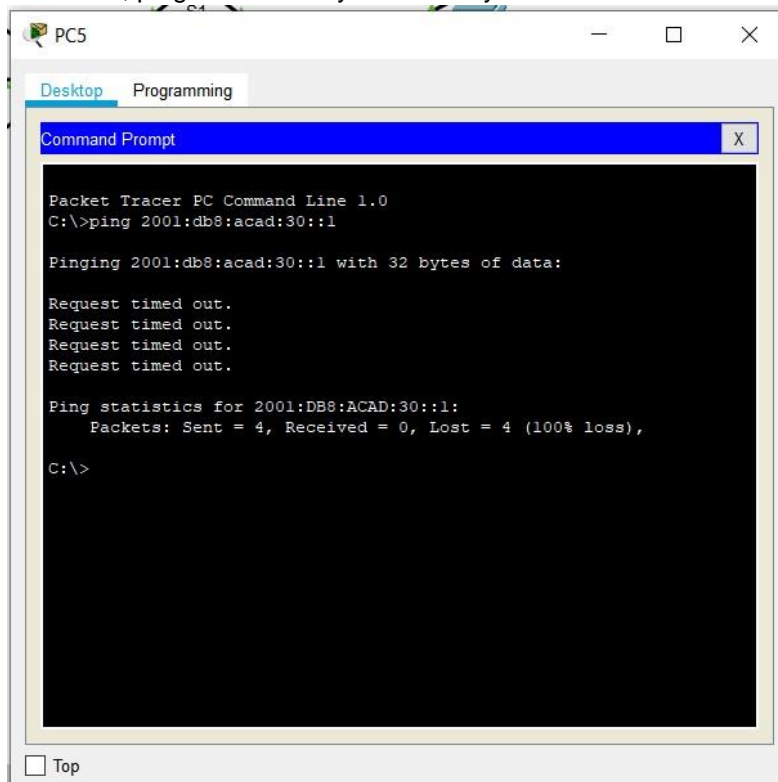 S1
PC5
Desktop Programming
Command Prompt X
Packet Tracer PC Command Line 1.0
C:\>ping 2001:db8:acad:30::1
Pinging 2001:db8:acad:30::1 with 32 bytes of data:
Request timed out.
Request timed out.
Request timed out.
Request timed out.
Ping statistics for 2001:DB8:ACAD:30::1:
Packets: Sent = 4, Received = 0, Lost = 4 (100% loss),
C:\>
Top